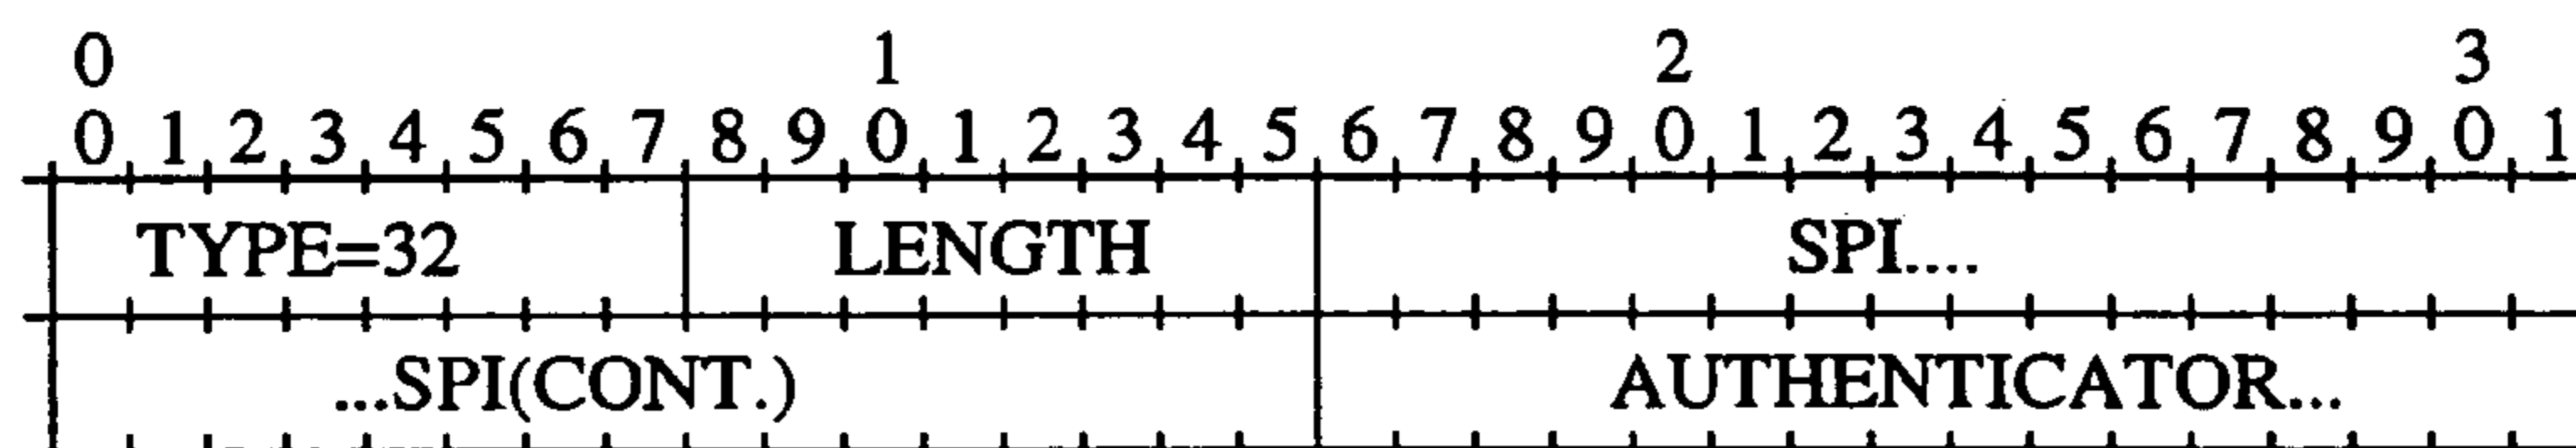 0 1 2 3
0 1 2 3 4 5 6 7 8 9 0 1 2 3 4 5 6 7 8 9 0 1 2 3 4 5 6 7 8 9 0 1
TYPE=32 LENGTH SPI....
...SPI(CONT.) AUTHENTICATOR...